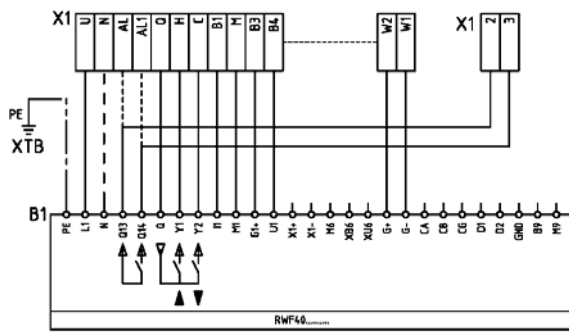 X1 U N AL AL1 Q H C B1 M B3 B4 W2 W1 X1 2 3
PE
XTB
B1 PE L1 N Q13 Q14 Q Y1 Y2 I1 M1 G1+ U1 X1+ X1- M6 XB6 XU6 G+ G- CA CB CG D1 D2 GND B9 M9
RWF40........